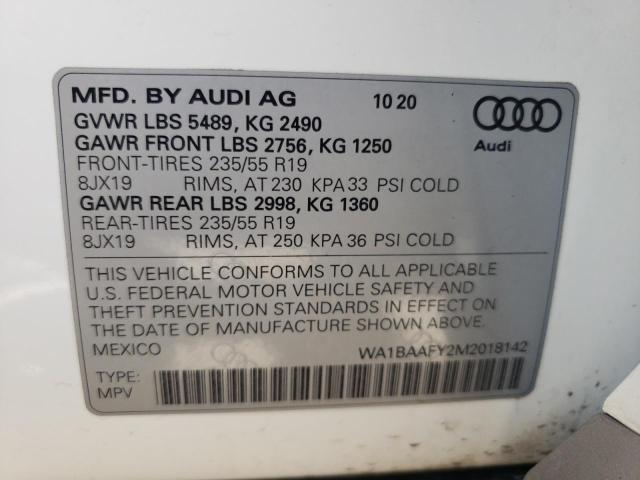 MFD. BY AUDI AG 10 20
GVWR LBS 5489, KG 2490
GAWR FRONT LBS 2756, KG 1250
FRONT-TIRES 235/55 R19
8JX19 RIMS, AT 230 KPA 33 PSI COLD
GAWR REAR LBS 2998, KG 1360
REAR-TIRES 235/55 R19
8JX19 RIMS, AT 250 KPA 36 PSI COLD
Audi
THIS VEHICLE CONFORMS TO ALL APPLICABLE
U.S. FEDERAL MOTOR VEHICLE SAFETY AND
THEFT PREVENTION STANDARDS IN EFFECT ON
THE DATE OF MANUFACTURE SHOWN ABOVE.
MEXICO WA1BAAFY2M2018142
TYPE:
MPV